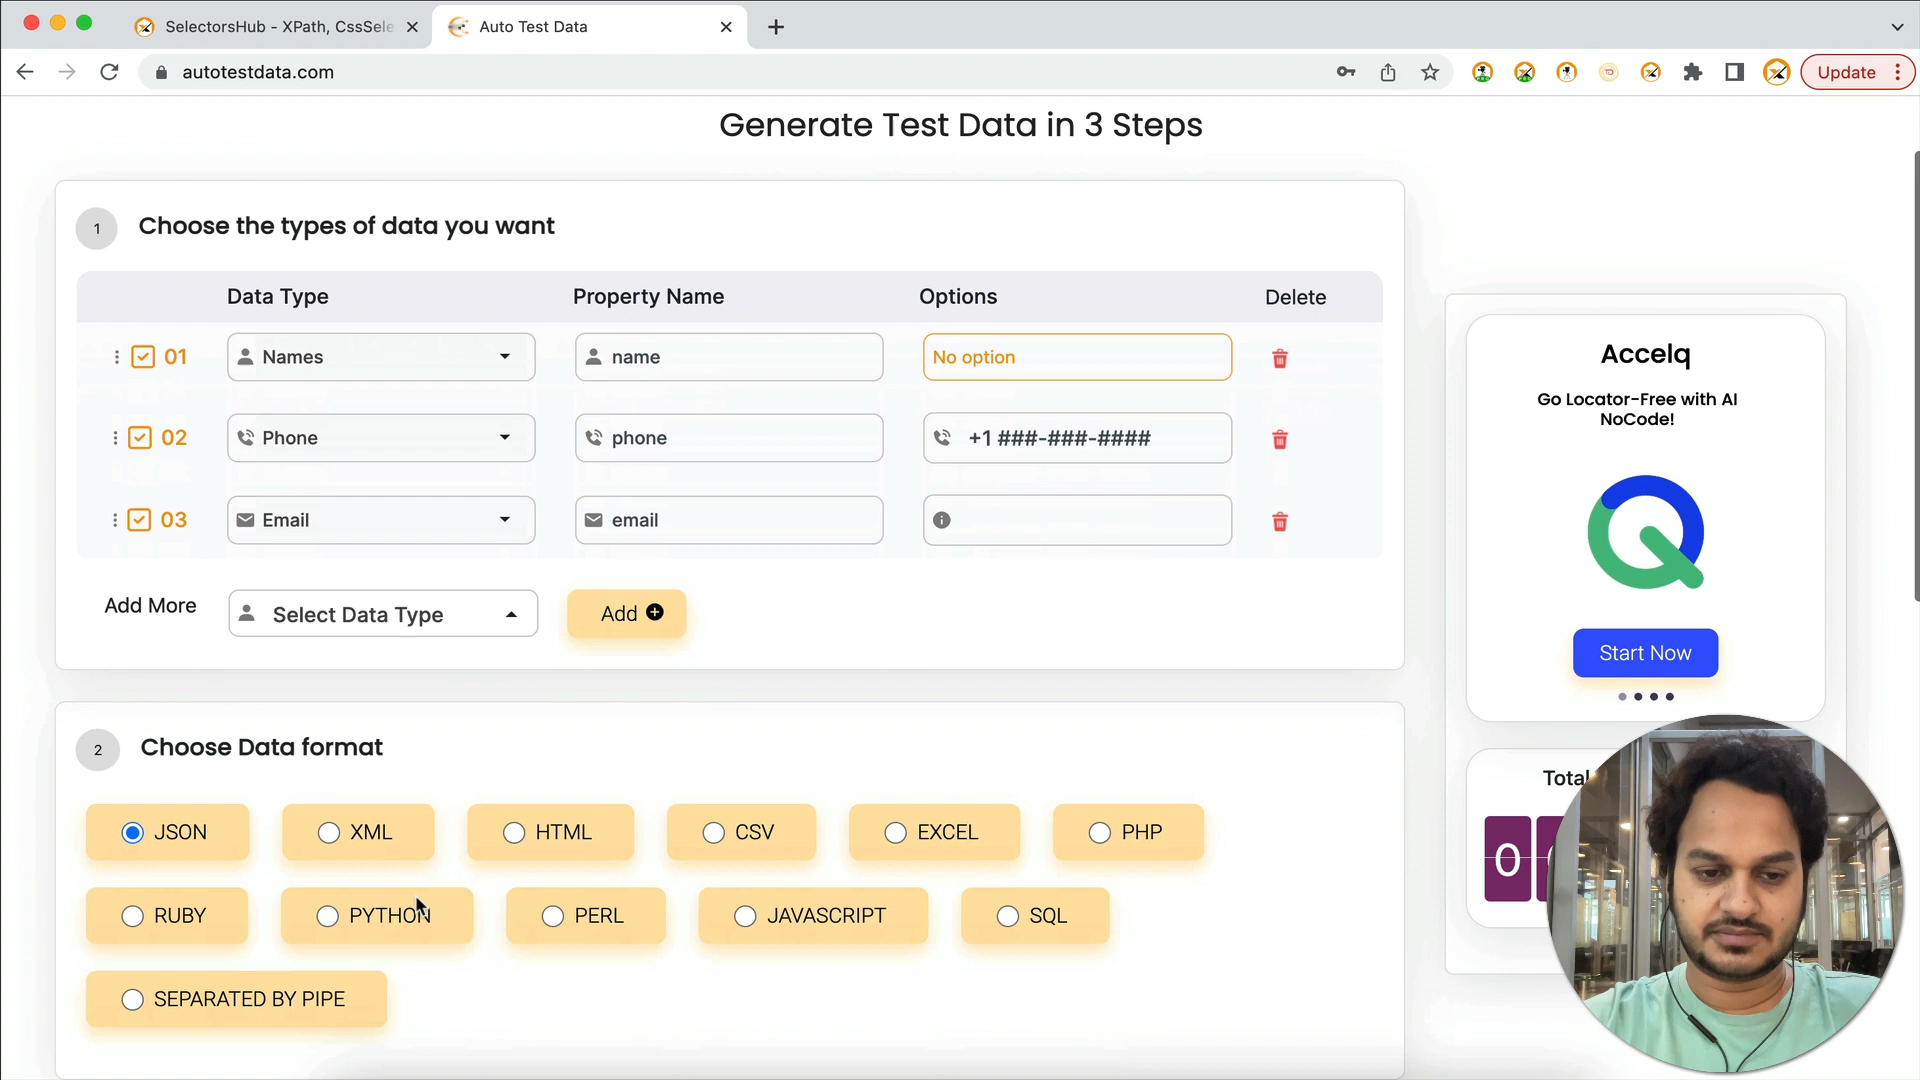 SelectorsHub - XPath, CssSele
Auto Test Data
autotestdata.com
Update
Generate Test Data in 3 Steps
1
Choose the types of data you want
Data Type
Property Name
Options
Delete
01
Names
name
No option
02
Phone
phone
+1 ###-###-####
03
Email
email
Add More
Select Data Type
Add
2
Choose Data format
JSON
XML
HTML
CSV
EXCEL
PHP
RUBY
PYTHON
PERL
JAVASCRIPT
SQL
SEPARATED BY PIPE
Accelq
Go Locator-Free with AI
NoCode!
Start Now
Total
0